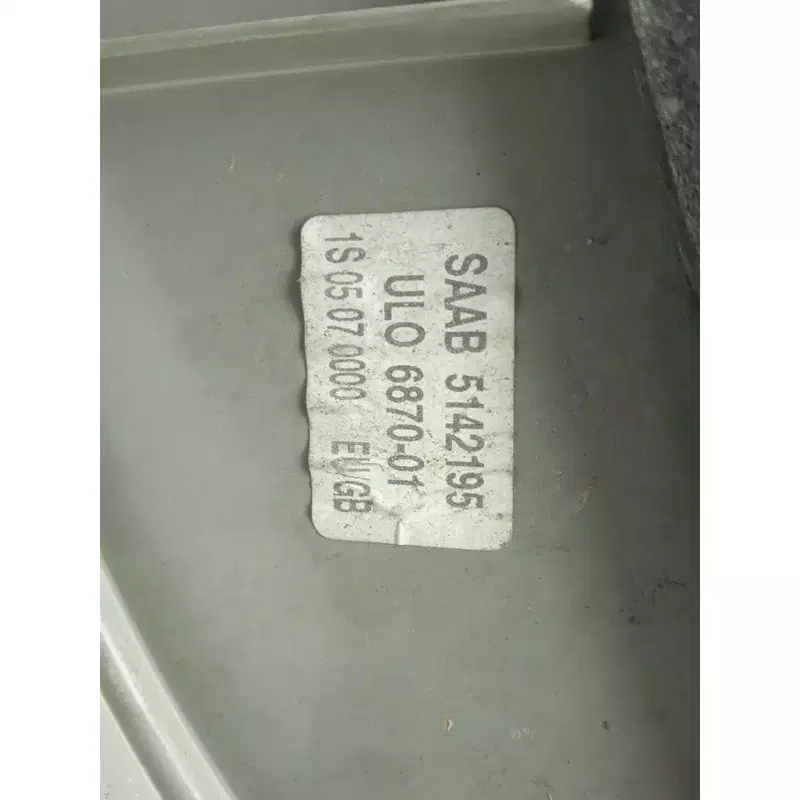 SAAB 5142195
ULO 6870-01
1S 05 07 0000 EU/GB